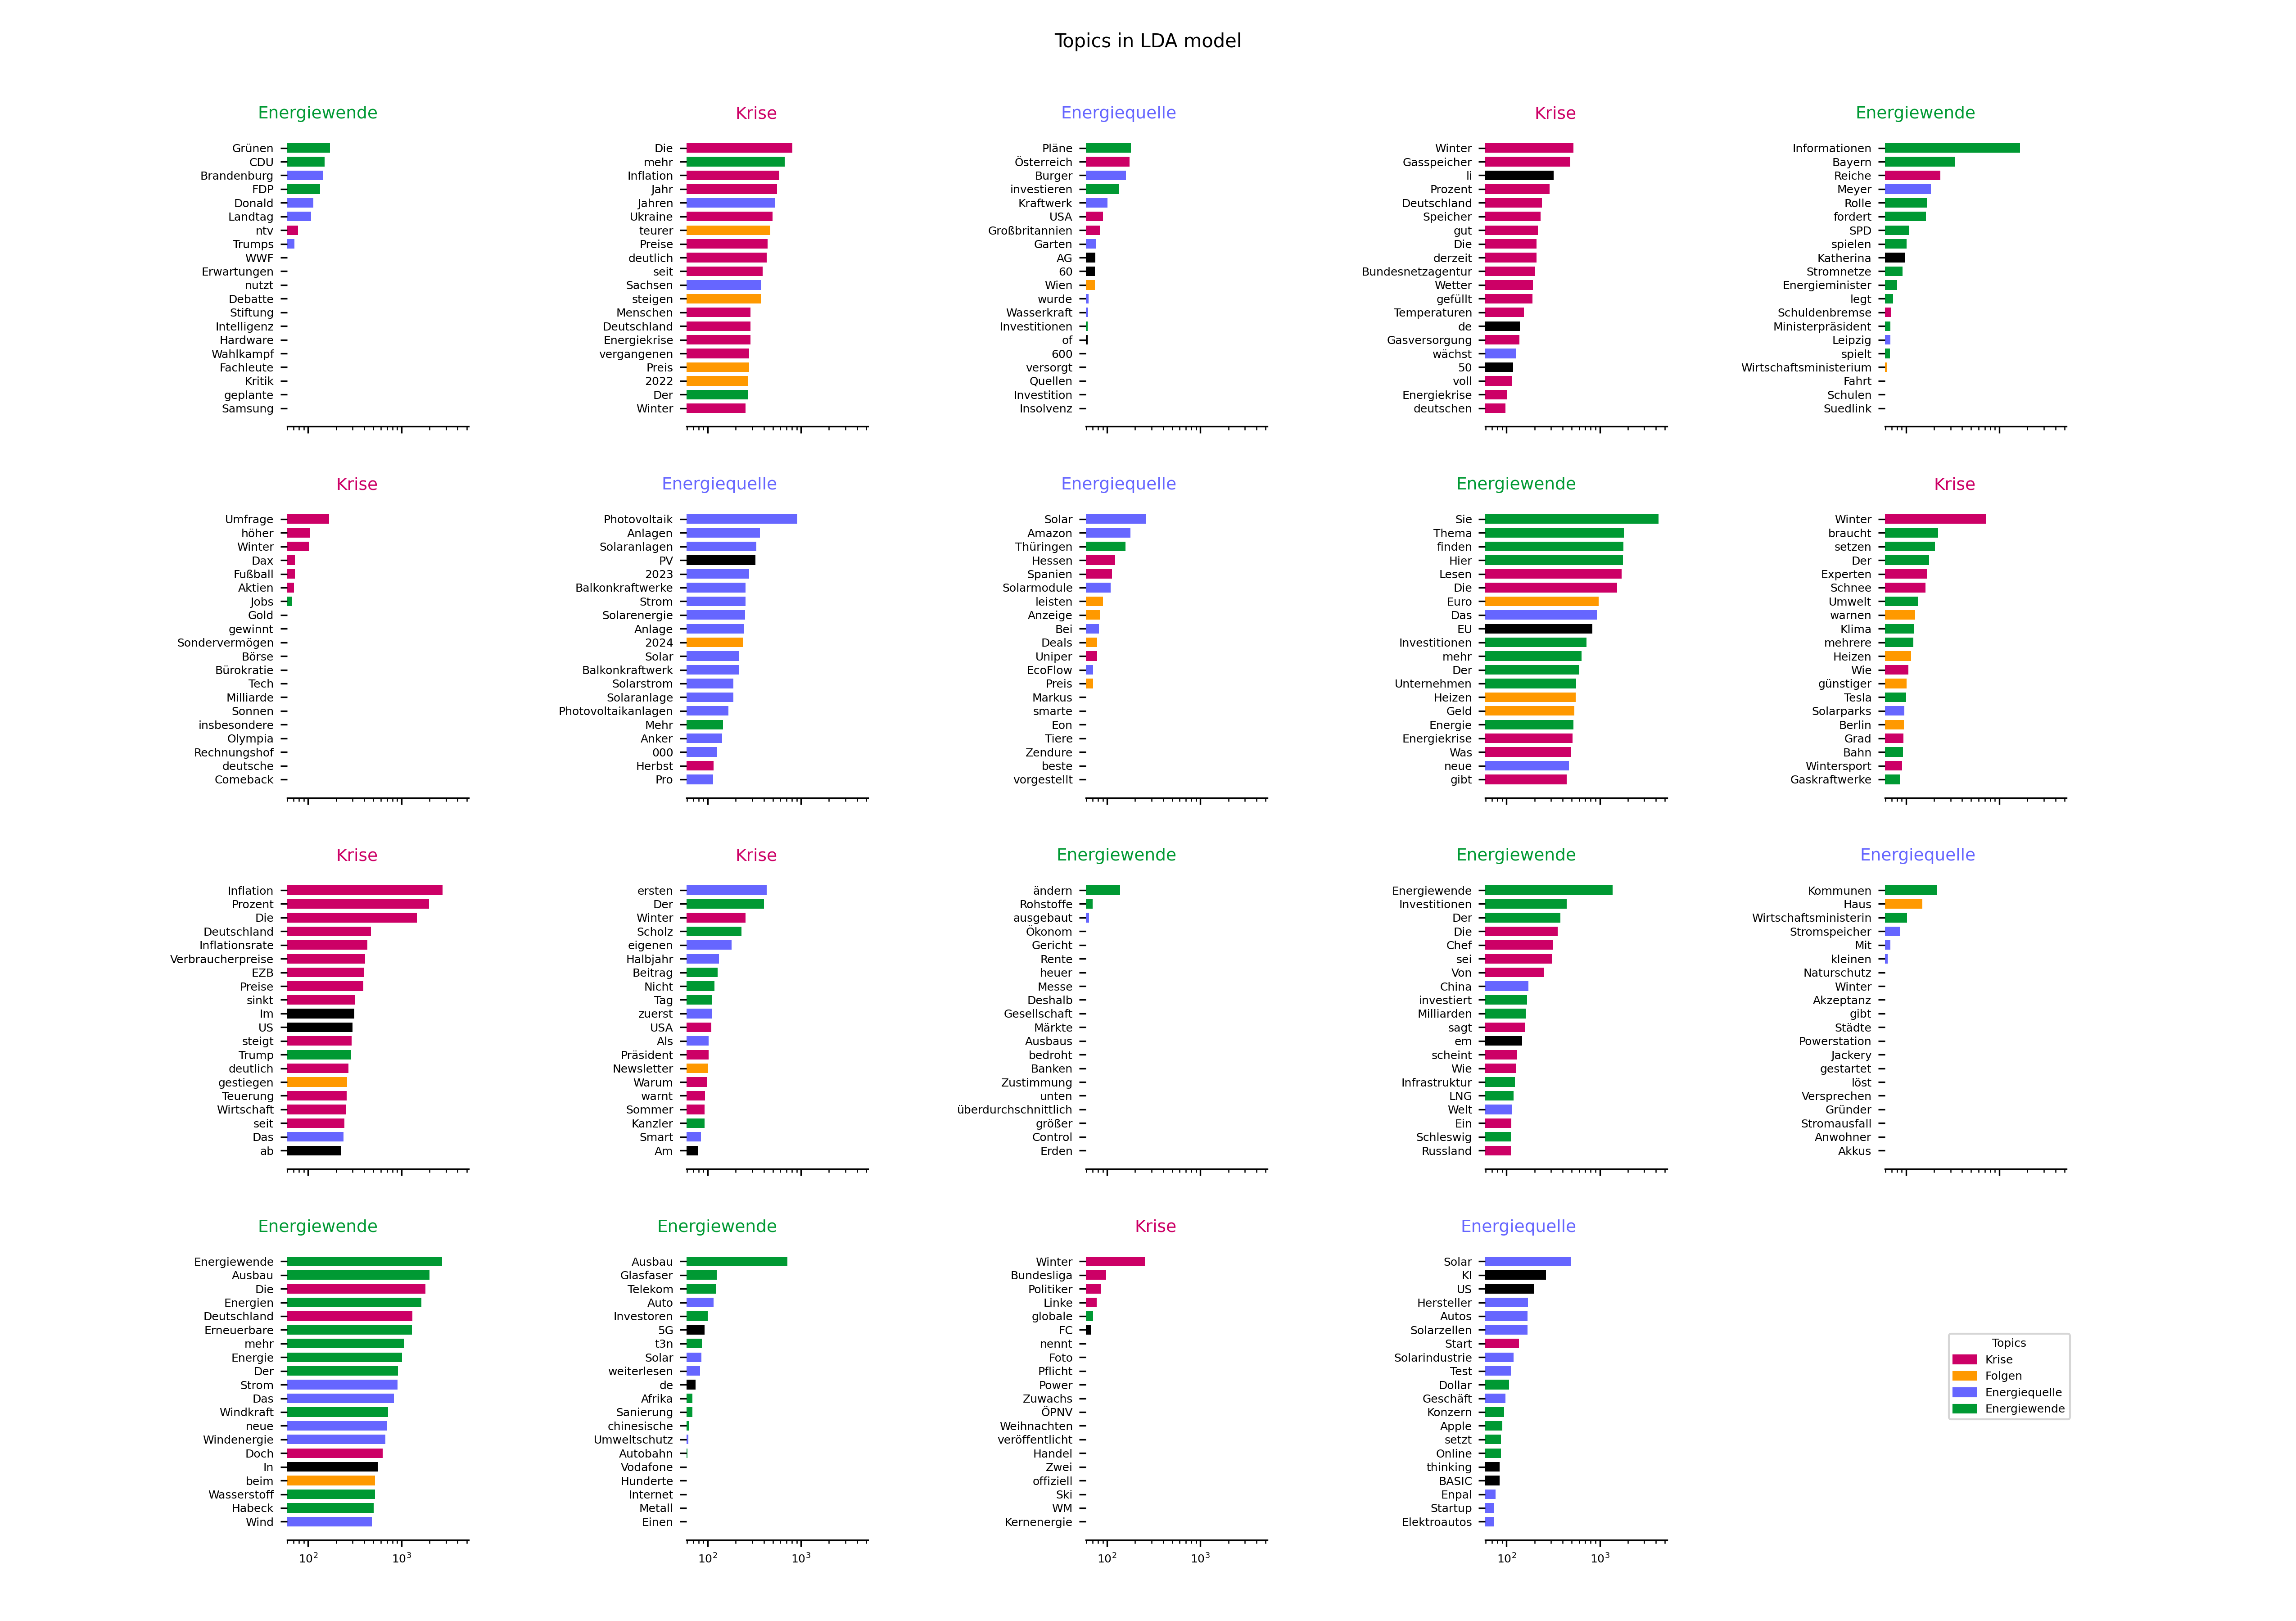 Topics in LDA model
Energiewende
Grünen
CDU
Brandenburg
FDP
Donald
Landtag
ntv
Trumps
WWF
Erwartungen
nutzt
Debatte
Stiftung
Intelligenz
Hardware
Wahlkampf
Fachleute
Kritik
geplante
Samsung
Krise
Die
mehr
Inflation
Jahr
Jahren
Ukraine
teurer
Preise
deutlich
seit
Sachsen
steigen
Menschen
Deutschland
Energiekrise
vergangenen
Preis
2022
Der
Winter
Energiequelle
Pläne
Österreich
Burger
investieren
Kraftwerk
USA
Großbritannien
Garten
AG
60
Wien
wurde
Wasserkraft
Investitionen
of
600
versorgt
Quellen
Investition
Insolvenz
Krise
Winter
Gasspeicher
li
Prozent
Deutschland
Speicher
gut
Die
derzeit
Bundesnetzagentur
Wetter
gefüllt
Temperaturen
de
Gasversorgung
wächst
50
voll
Energiekrise
deutschen
Energiewende
Informationen
Bayern
Reiche
Meyer
Rolle
fordert
SPD
spielen
Katherina
Stromnetze
Energieminister
legt
Schuldenbremse
Ministerpräsident
Leipzig
spielt
Wirtschaftsministerium
Fahrt
Schulen
Suedlink
Krise
Umfrage
höher
Winter
Dax
Fußball
Aktien
Jobs
Gold
gewinnt
Sondervermögen
Börse
Bürokratie
Tech
Milliarde
Sonnen
insbesondere
Olympia
Rechnungshof
deutsche
Comeback
Energiequelle
Photovoltaik
Anlagen
Solaranlagen
PV
2023
Balkonkraftwerke
Strom
Solarenergie
Anlage
2024
Solar
Balkonkraftwerk
Solarstrom
Solaranlage
Photovoltaikanlagen
Mehr
Anker
000
Herbst
Pro
Energiequelle
Solar
Amazon
Thüringen
Hessen
Spanien
Solarmodule
leisten
Anzeige
Bei
Deals
Uniper
EcoFlow
Preis
Markus
smarte
Eon
Tiere
Zendure
beste
vorgestellt
Energiewende
Sie
Thema
finden
Hier
Lesen
Die
Euro
Das
EU
Investitionen
mehr
Der
Unternehmen
Heizen
Geld
Energie
Energiekrise
Was
neue
gibt
Krise
Winter
braucht
setzen
Der
Experten
Schnee
Umwelt
warnen
Klima
mehrere
Heizen
Wie
günstiger
Tesla
Solarparks
Berlin
Grad
Bahn
Wintersport
Gaskraftwerke
Krise
Inflation
Prozent
Die
Deutschland
Inflationsrate
Verbraucherpreise
EZB
Preise
sinkt
Im
US
steigt
Trump
deutlich
gestiegen
Teuerung
Wirtschaft
seit
Das
ab
Krise
ersten
Der
Winter
Scholz
eigenen
Halbjahr
Beitrag
Nicht
Tag
zuerst
USA
Als
Präsident
Newsletter
Warum
warnt
Sommer
Kanzler
Smart
Am
Energiewende
ändern
Rohstoffe
ausgebaut
Ökonom
Gericht
Rente
heuer
Messe
Deshalb
Gesellschaft
Märkte
Ausbaus
bedroht
Banken
Zustimmung
unten
überdurchschnittlich
größer
Control
Erden
Energiewende
Energiewende
Investitionen
Der
Die
Chef
sei
Von
China
investiert
Milliarden
sagt
em
scheint
Wie
Infrastruktur
LNG
Welt
Ein
Schleswig
Russland
Energiequelle
Kommunen
Haus
Wirtschaftsministerin
Stromspeicher
Mit
kleinen
Naturschutz
Winter
Akzeptanz
gibt
Städte
Powerstation
Jackery
gestartet
löst
Versprechen
Gründer
Stromausfall
Anwohner
Akkus
Energiewende
Energiewende
Ausbau
Die
Energien
Deutschland
Erneuerbare
mehr
Energie
Der
Strom
Das
Windkraft
neue
Windenergie
Doch
In
beim
Wasserstoff
Habeck
Wind
10² 10³
Energiewende
Ausbau
Glasfaser
Telekom
Auto
Investoren
5G
t3n
Solar
weiterlesen
de
Afrika
Sanierung
chinesische
Umweltschutz
Autobahn
Vodafone
Hunderte
Internet
Metall
Einen
10² 10³
Krise
Winter
Bundesliga
Politiker
Linke
globale
FC
nennt
Foto
Pflicht
Power
Zuwachs
ÖPNV
Weihnachten
veröffentlicht
Handel
Zwei
offiziell
Ski
WM
Kernenergie
10² 10³
Energiequelle
Solar
KI
US
Hersteller
Autos
Solarzellen
Start
Solarindustrie
Test
Dollar
Geschäft
Konzern
Apple
setzt
Online
thinking
BASIC
Enpal
Startup
Elektroautos
10² 10³
Topics
Krise
Folgen
Energiequelle
Energiewende